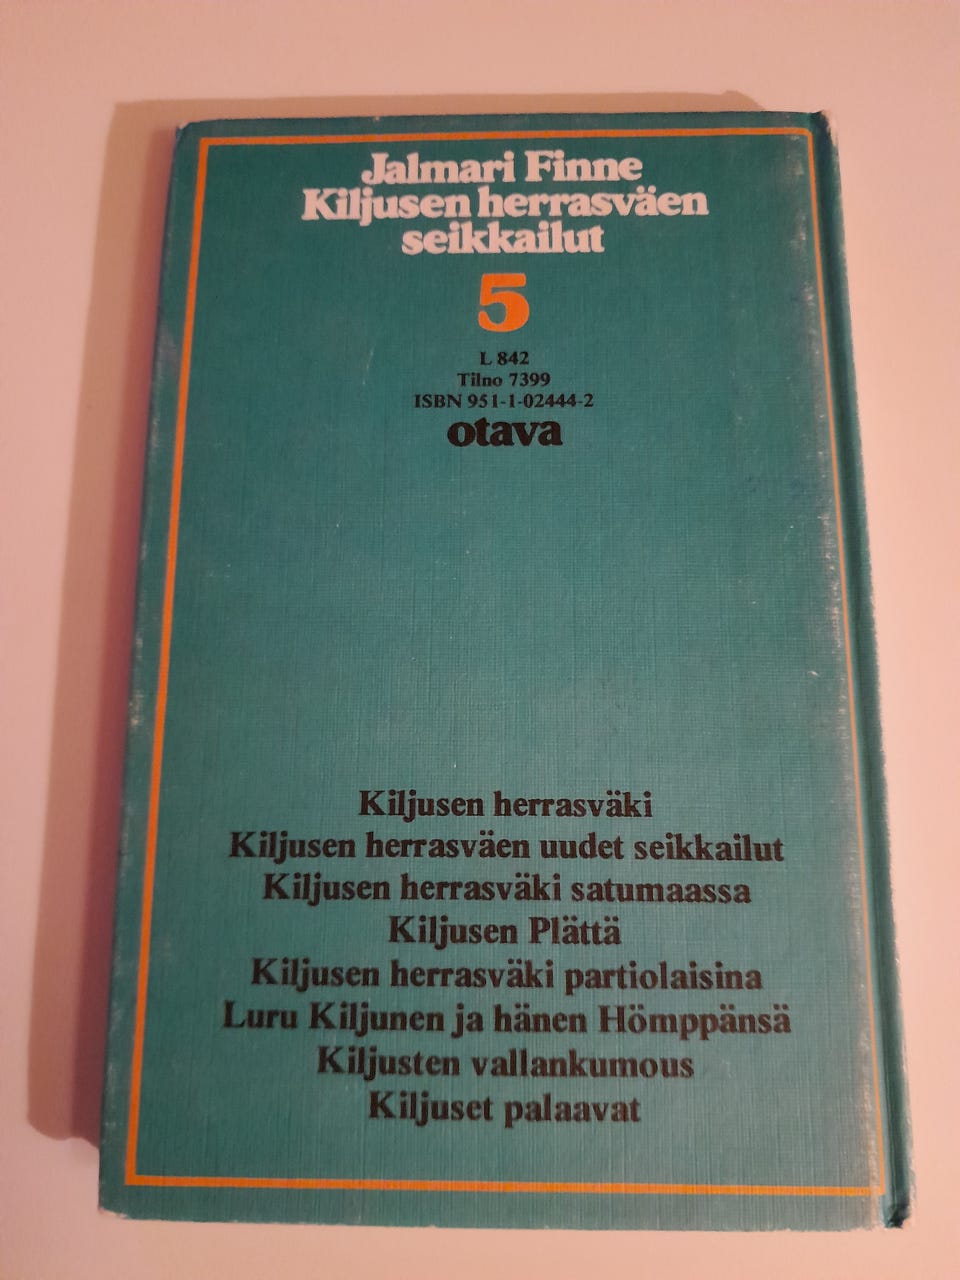 Jalmari Finne
Kiljusen herrasväen
seikkailut
5
L 842
Tilno 7399
ISBN 951-1-02444-2
otava
Kiljusen herrasväki
Kiljusen herrasväen uudet seikkailut
Kiljusen herrasväki satumaassa
Kiljusen Plättä
Kiljusen herrasväki partiolaisina
Luru Kiljunen ja hänen Hömppänsä
Kiljusten vallankumous
Kiljuset palaavat